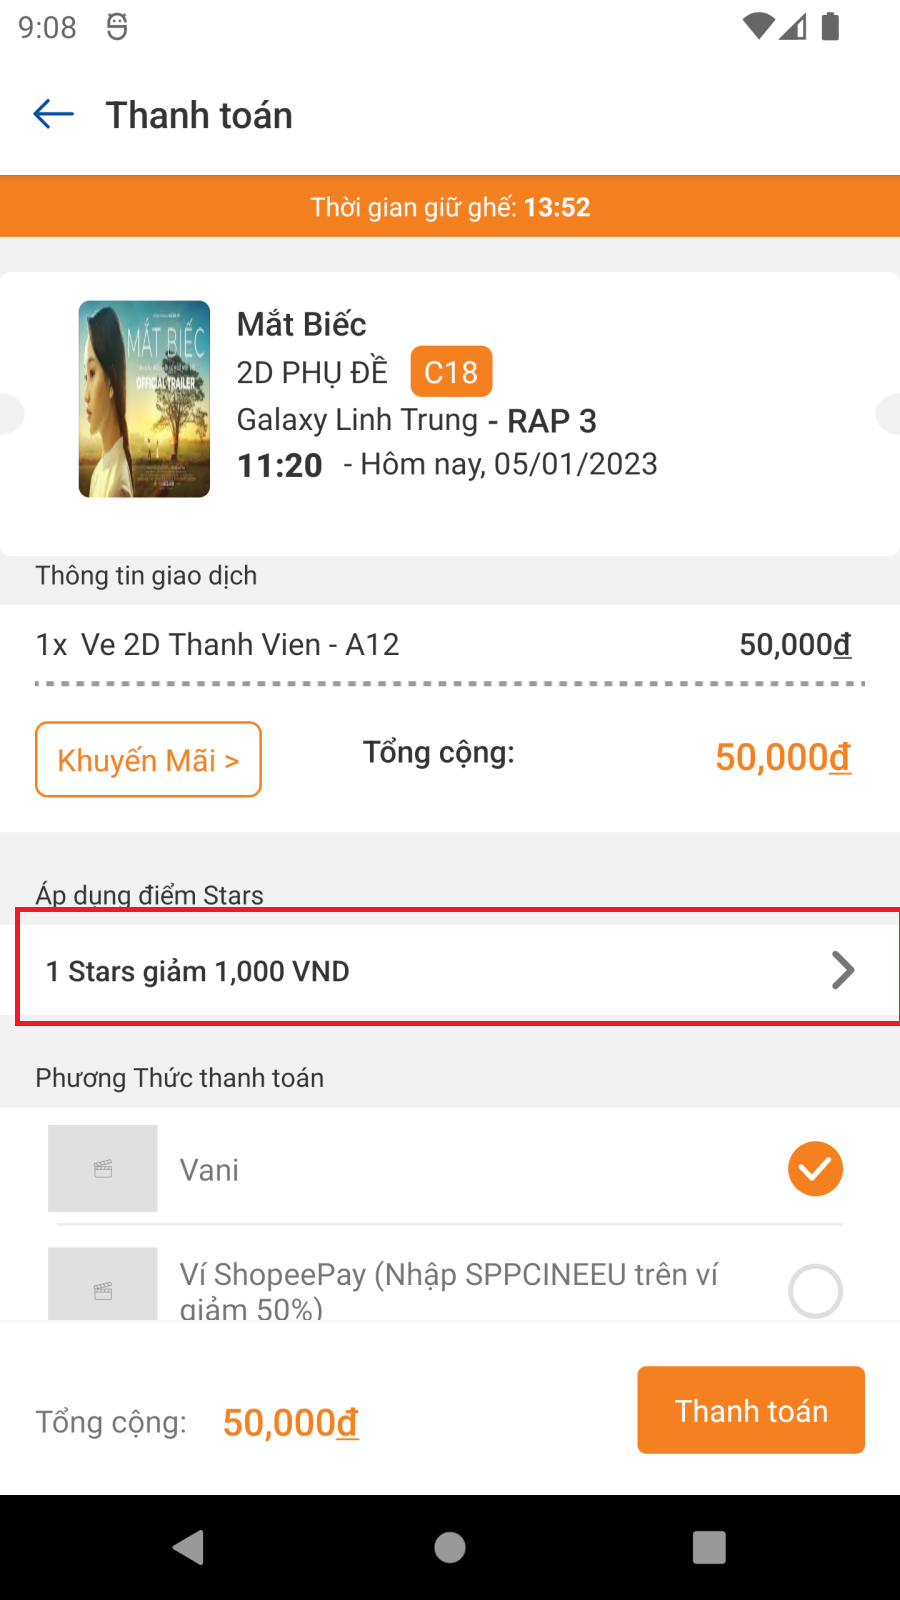 9:08
Thanh toán
Thời gian giữ ghế: 13:52
MẮT BIẾC
OFFICIAL TRAILER
Mắt Biếc
2D PHỤ ĐỀ C18
Galaxy Linh Trung - RAP 3
11:20 - Hôm nay, 05/01/2023
Thông tin giao dịch
1x Ve 2D Thanh Vien - A12 50,000đ
Khuyến Mãi > Tổng cộng: 50,000đ
Áp dụng điểm Stars
1 Stars giảm 1,000 VND
Phương Thức thanh toán
Vani
Ví ShopeePay (Nhập SPPCINEEU trên ví
giảm 50%)
Tổng cộng: 50,000đ Thanh toán